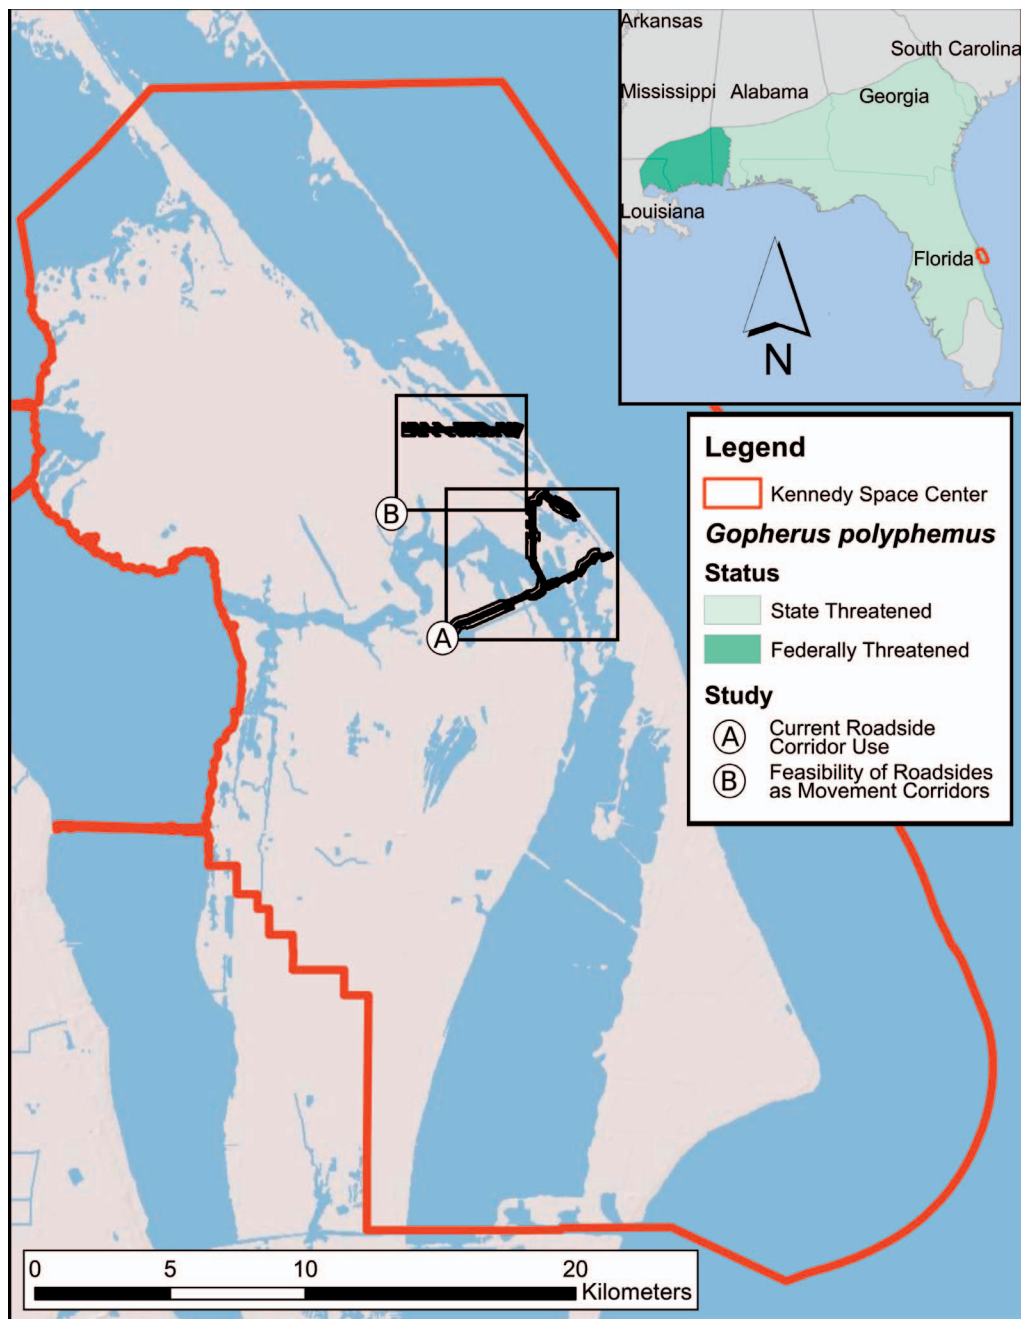 Arkansas
South Carolina
Mississippi
Alabama
Georgia
Louisiana
Florida
N
B
A
Legend
Kennedy Space Center
Gopherus polyphemus
Status
State Threatened
Federally Threatened
Study
A
Current Roadside
Corridor Use
B
Feasibility of Roadsides
as Movement Corridors
0 5 10 20
Kilometers